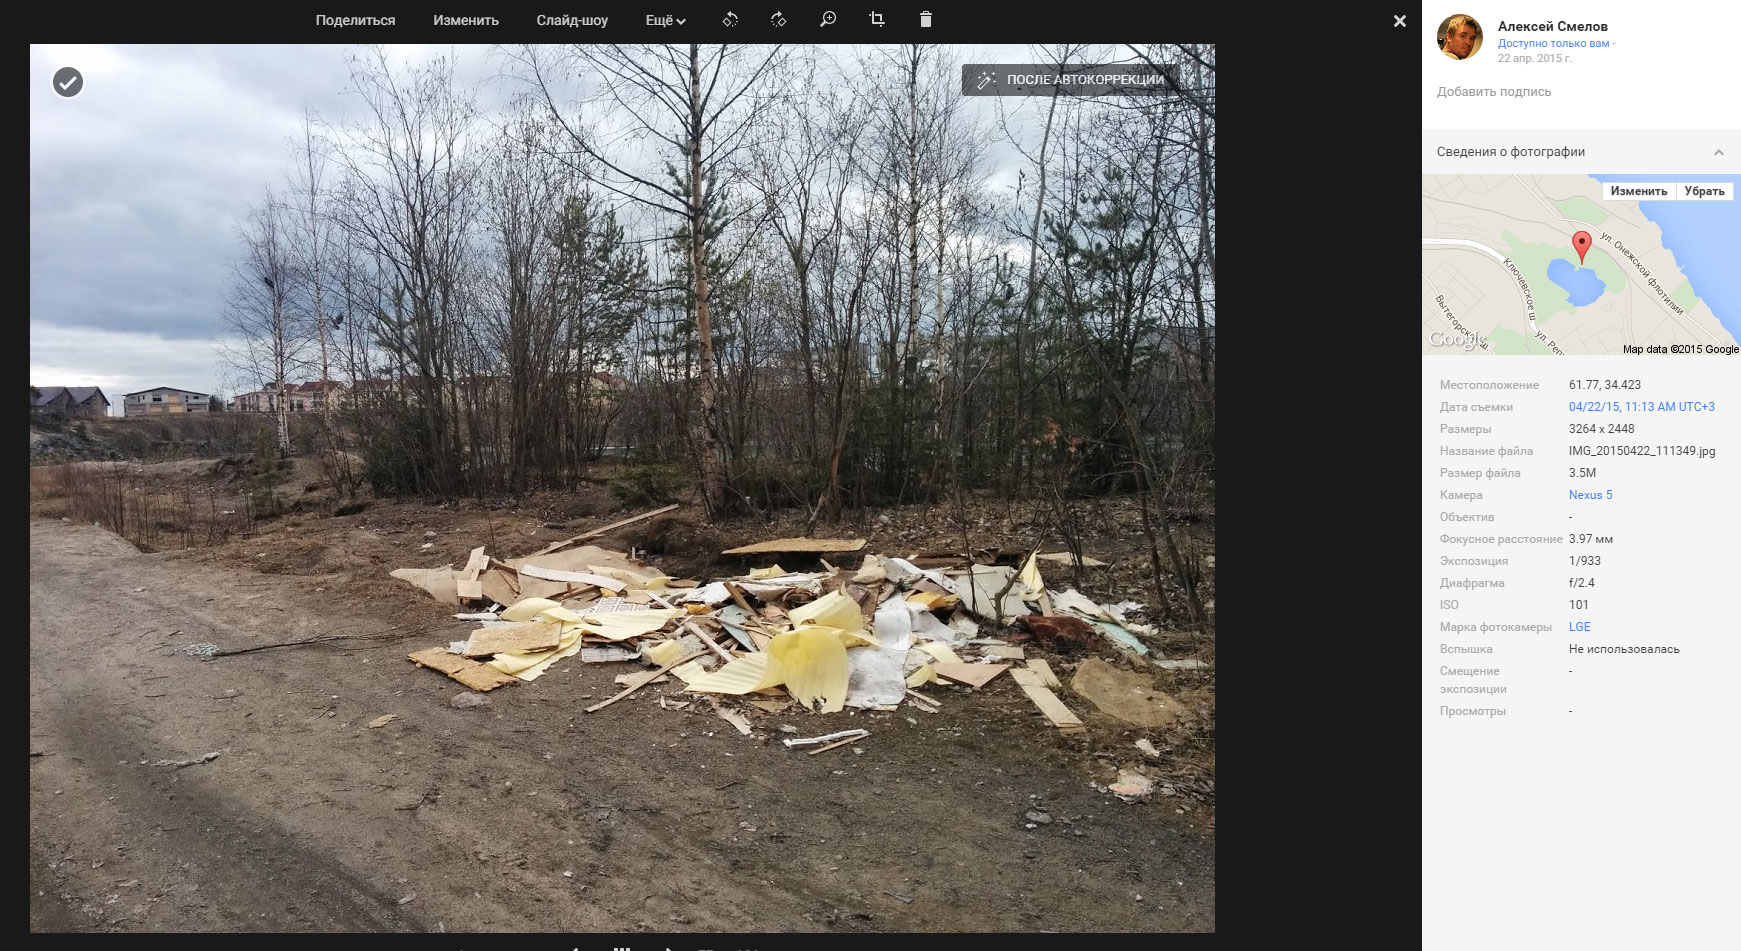 Поделиться Изменить Слайд-шоу Ещё
ПОСЛЕ АВТОКОРРЕКЦИИ
Алексей Смелов
Доступно только вам -
22 апр. 2015 г.
Добавить подпись
Сведения о фотографии
Изменить Убрать
ул. Онежской флотилии
Ключевское ш
Google
Map data ©2015 Google
Местоположение 61.77, 34.423
Дата съемки 04/22/15, 11:13 AM UTC+3
Размеры 3264 x 2448
Название файла IMG_20150422_111349.jpg
Размер файла 3.5M
Камера Nexus 5
Объектив -
Фокусное расстояние 3.97 мм
Экспозиция 1/933
Диафрагма f/2.4
ISO 101
Марка фотокамеры LGE
Вспышка Не использовалась
Смещение -
экспозиции
Просмотры -